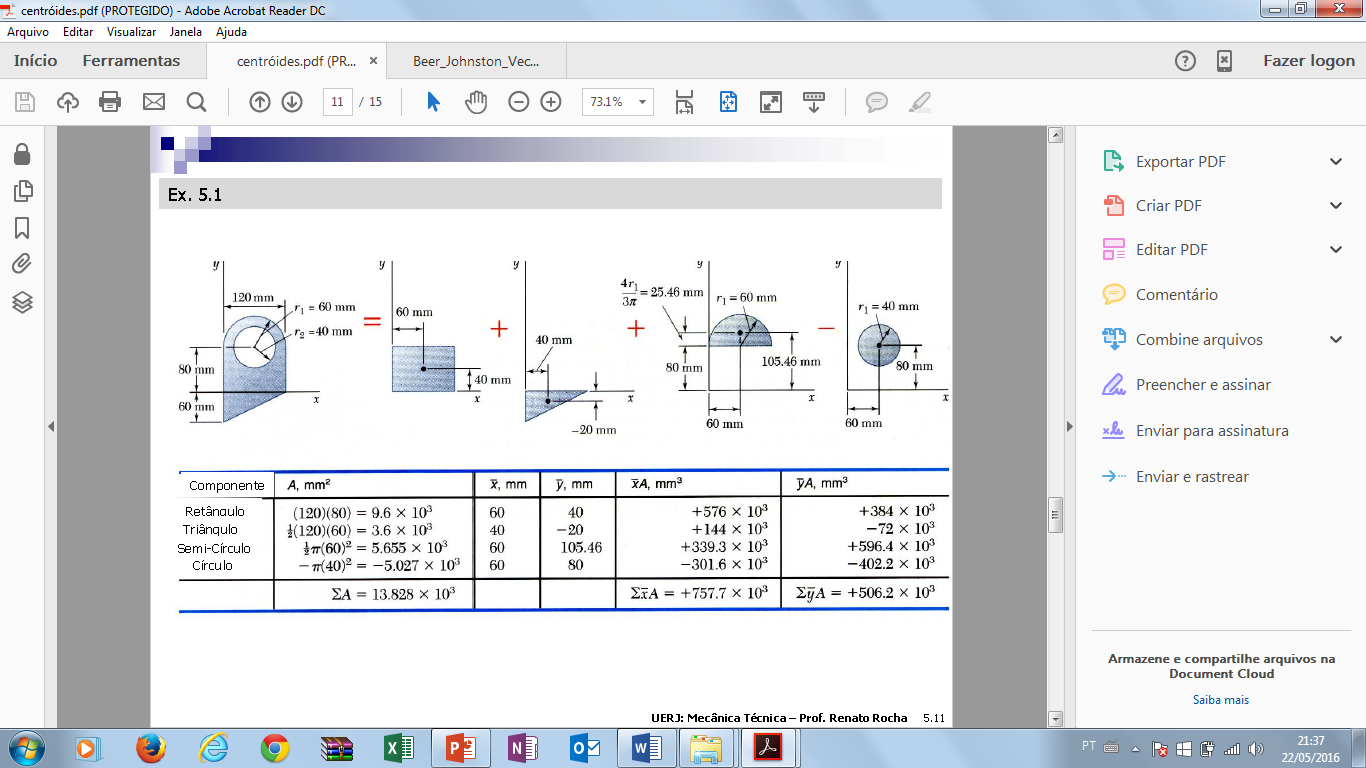 centróides.pdf (PROTEGIDO) - Adobe Acrobat Reader DC
Arquivo Editar Visualizar Janela Ajuda
Início Ferramentas centróides.pdf (PR... × Beer_Johnston_Vec... Fazer logon
11 / 15 73.1%
Ex. 5.1
y
120 mm
r₁ = 60 mm
r₂ = 40 mm
80 mm
60 mm
x
=
y
60 mm
40 mm
x
+
y
40 mm
x
−20 mm
+
y
4r₁/3π = 25.46 mm
r₁ = 60 mm
105.46 mm
80 mm
x
60 mm
−
y
r₁ = 40 mm
80 mm
x
60 mm
Componente A, mm² x̄, mm ȳ, mm x̄A, mm³ ȳA, mm³
Retângulo (120)(80) = 9.6 × 10³ 60 40 +576 × 10³ +384 × 10³
Triângulo ½(120)(60) = 3.6 × 10³ 40 −20 +144 × 10³ −72 × 10³
Semi-Círculo ½π(60)² = 5.655 × 10³ 60 105.46 +339.3 × 10³ +596.4 × 10³
Círculo −π(40)² = −5.027 × 10³ 60 80 −301.6 × 10³ −402.2 × 10³
ΣA = 13.828 × 10³ Σx̄A = +757.7 × 10³ ΣȳA = +506.2 × 10³
UERJ: Mecânica Técnica – Prof. Renato Rocha 5.11
Exportar PDF
Criar PDF
Editar PDF
Comentário
Combine arquivos
Preencher e assinar
Enviar para assinatura
Enviar e rastrear
Armazene e compartilhe arquivos na
Document Cloud
Saiba mais
PT 21:37
22/05/2016